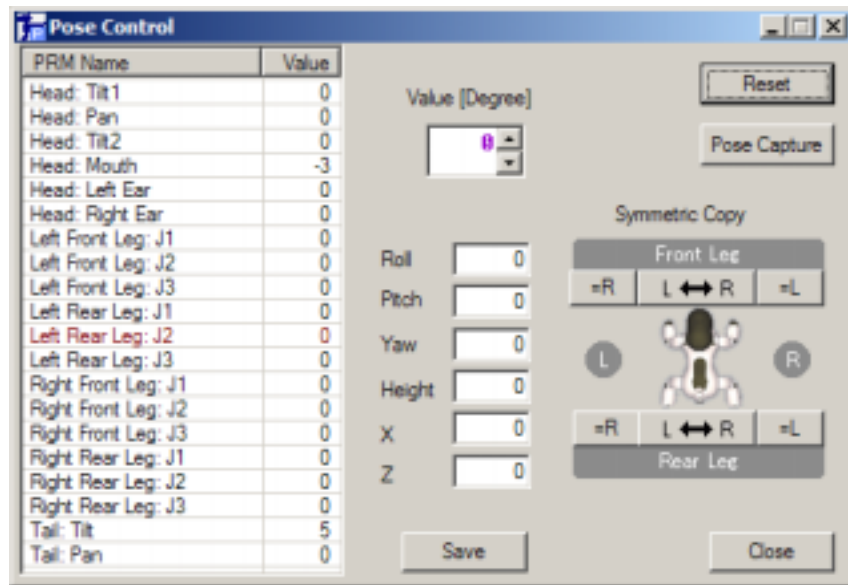 Pose Control
PRM Name Value
Head: Tilt1 0
Head: Pan 0
Head: Tilt2 0
Head: Mouth -3
Head: Left Ear 0
Head: Right Ear 0
Left Front Leg: J1 0
Left Front Leg: J2 0
Left Front Leg: J3 0
Left Rear Leg: J1 0
Left Rear Leg: J2 0
Left Rear Leg: J3 0
Right Front Leg: J1 0
Right Front Leg: J2 0
Right Front Leg: J3 0
Right Rear Leg: J1 0
Right Rear Leg: J2 0
Right Rear Leg: J3 0
Tail: Tilt 5
Tail: Pan 0
Value [Degree]
0
Roll 0
Pitch 0
Yaw 0
Height 0
X 0
Z 0
Save
Reset
Pose Capture
Symmetric Copy
Front Leg
=R L ↔ R =L
L R
=R L ↔ R =L
Rear Leg
Close